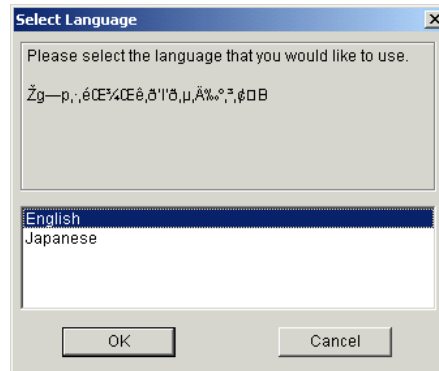 Select Language
Please select the language that you would like to use.
Žg—p‚·‚éŒ¾Œê‚ð'I'ð‚µ‚Ä‰º‚³‚¢□B
English
Japanese
OK
Cancel